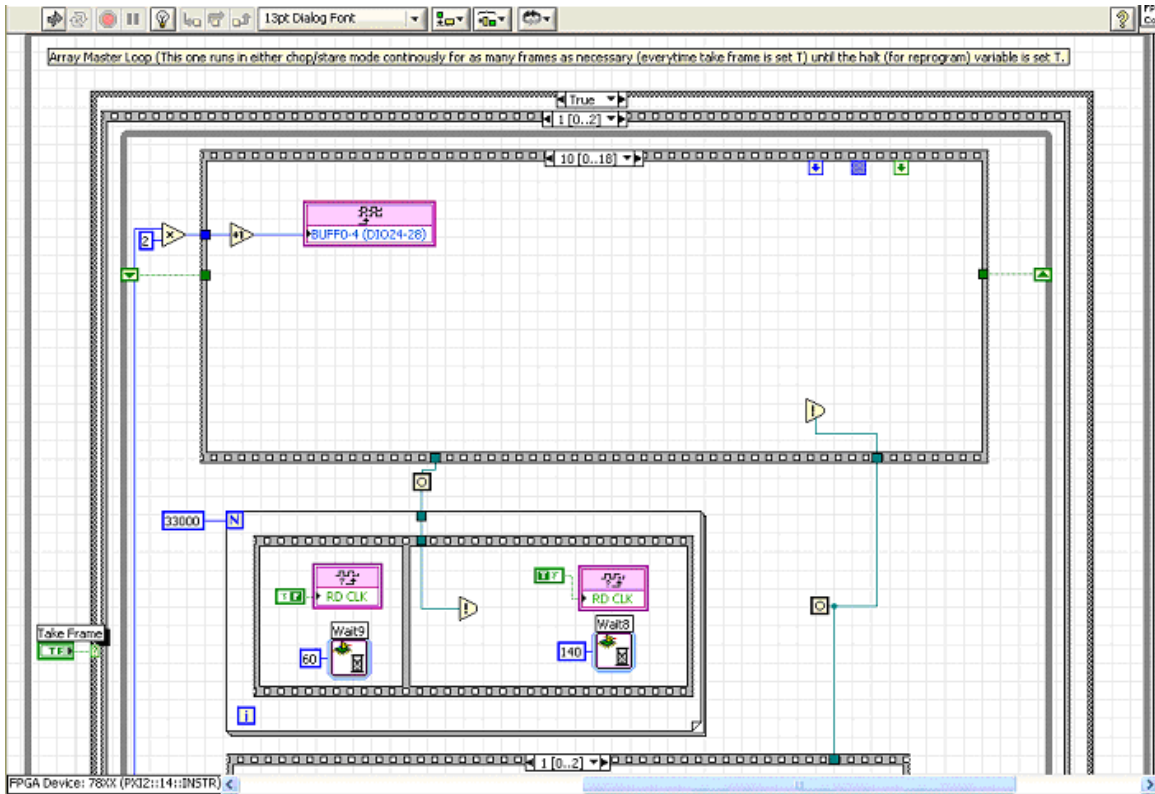 13pt Dialog Font
Array Master Loop (This one runs in either chop/stare mode continously for as many frames as necessary (everytime take frame is set T) until the halt (for reprogram) variable is set T.
True
1 [0..2]
10 [0..18]
2
×
+1
BUFF0-4 (DIO24-28)
33000
N
T F
RD CLK
T F
RD CLK
Wait9
60
Wait8
140
Take Frame
TF
i
1 [0..2]
FPGA Device: 78XX (PXI2::14::INSTR)